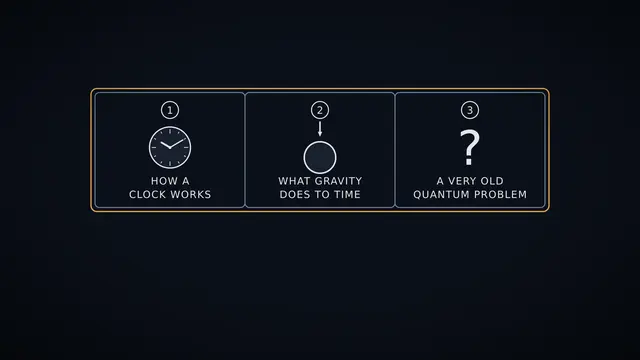 1
HOW A
CLOCK WORKS
2
WHAT GRAVITY
DOES TO TIME
3
?
A VERY OLD
QUANTUM PROBLEM